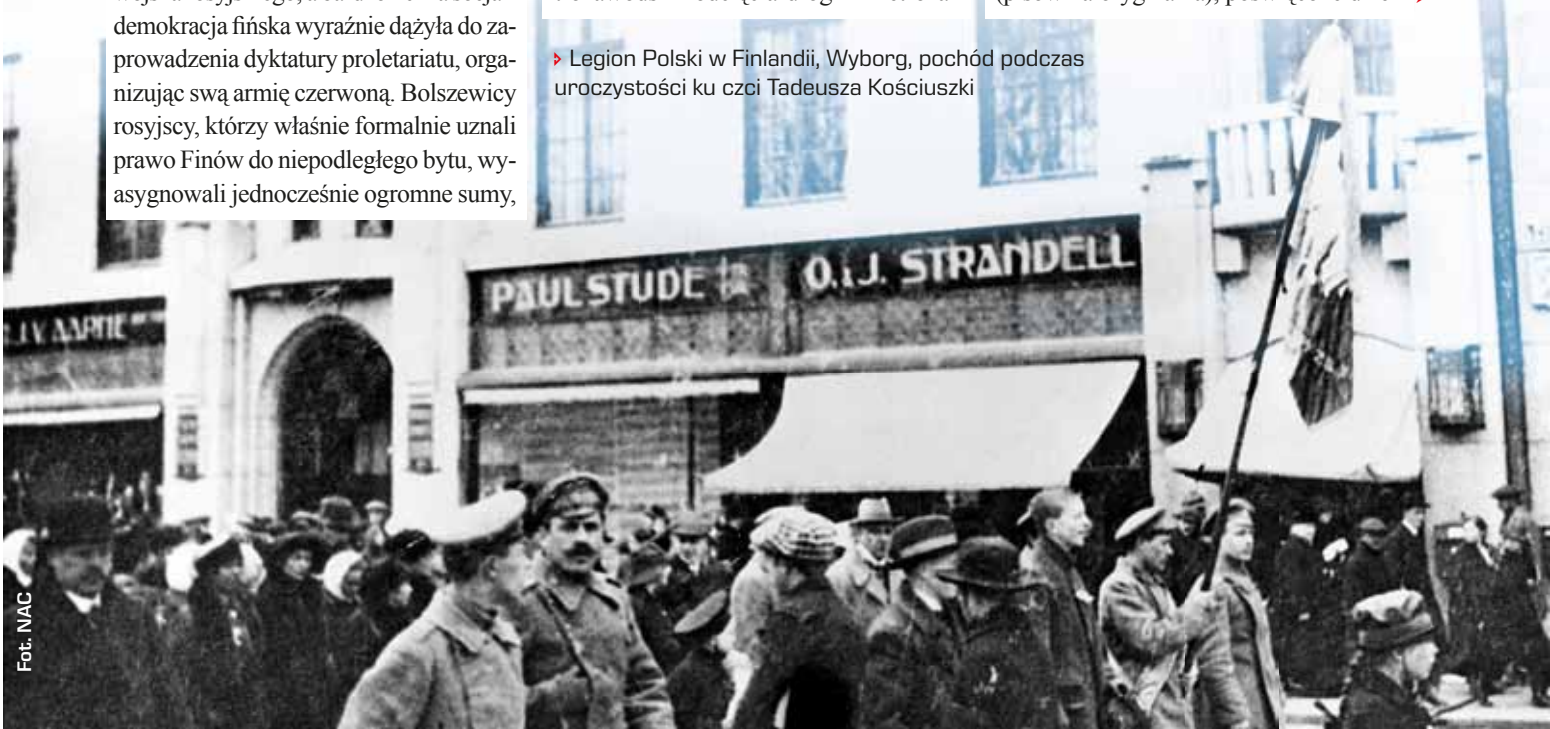 demokracja fińska wyraźnie dążyła do za-
prowadzenia dyktatury proletariatu, orga-
nizując swą armię czerwoną. Bolszewicy
rosyjscy, którzy właśnie formalnie uznali
prawo Finów do niepodległego bytu, wy-
asygnowali jednocześnie ogromne sumy,
› Legion Polski w Finlandii, Wyborg, pochód podczas
uroczystości ku czci Tadeusza Kościuszki
J.V. AARNE
PAUL STUDE
O. & J. STRANDELL
Fot. NAC